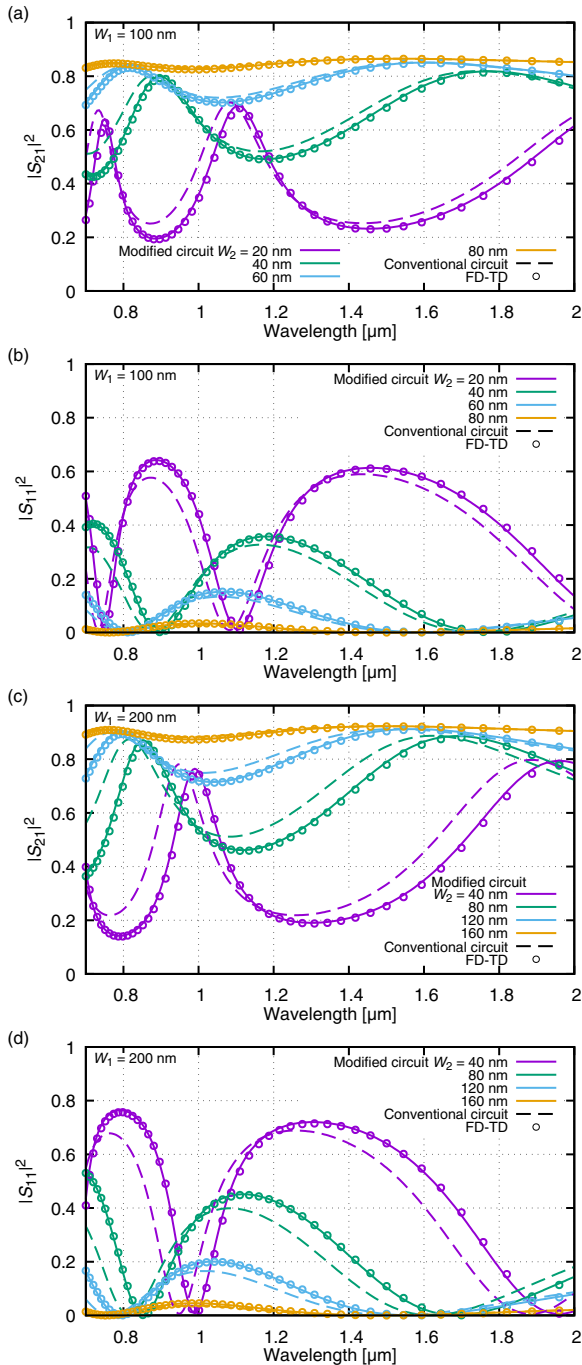 (a)
W₁ = 100 nm
1
0.8
0.6
0.4
0.2
0
|S₂₁|²
Modified circuit W₂ = 20 nm
40 nm
60 nm
80 nm
Conventional circuit
FD-TD
0.8 1 1.2 1.4 1.6 1.8 2
Wavelength [µm]
(b)
W₁ = 100 nm
1
0.8
0.6
0.4
0.2
0
|S₁₁|²
Modified circuit W₂ = 20 nm
40 nm
60 nm
80 nm
Conventional circuit
FD-TD
0.8 1 1.2 1.4 1.6 1.8 2
Wavelength [µm]
(c)
W₁ = 200 nm
1
0.8
0.6
0.4
0.2
0
|S₂₁|²
Modified circuit
W₂ = 40 nm
80 nm
120 nm
160 nm
Conventional circuit
FD-TD
0.8 1 1.2 1.4 1.6 1.8 2
Wavelength [µm]
(d)
W₁ = 200 nm
1
0.8
0.6
0.4
0.2
0
|S₁₁|²
Modified circuit W₂ = 40 nm
80 nm
120 nm
160 nm
Conventional circuit
FD-TD
0.8 1 1.2 1.4 1.6 1.8 2
Wavelength [µm]